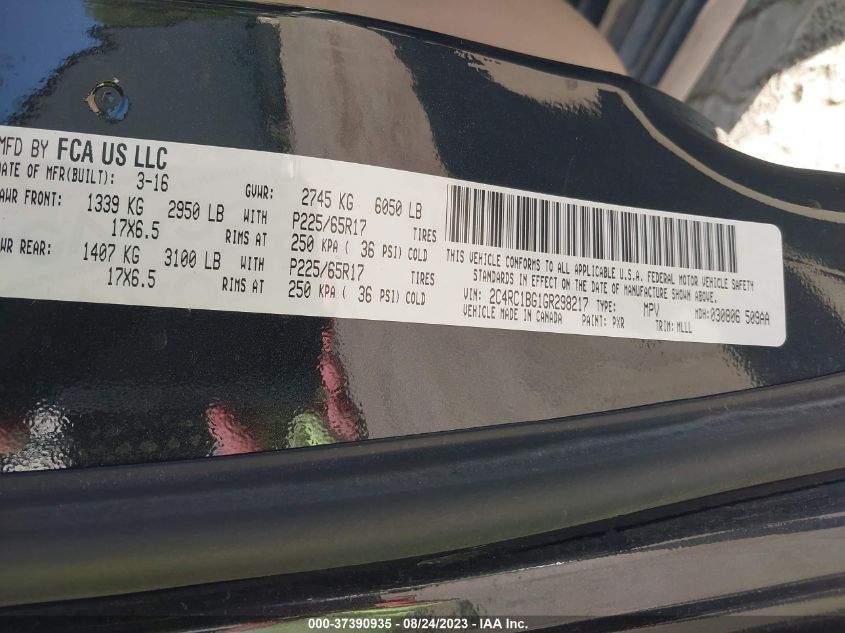 MFD BY FCA US LLC
DATE OF MFR(BUILT): 3-16 GVWR: 2745 KG 6050 LB
AWR FRONT: 1339 KG 2950 LB WITH P225/65R17 TIRES
17X6.5 RIMS AT 250 KPA ( 36 PSI) COLD
WR REAR: 1407 KG 3100 LB WITH P225/65R17 TIRES
17X6.5 RIMS AT 250 KPA ( 36 PSI) COLD
THIS VEHICLE CONFORMS TO ALL APPLICABLE U.S.A. FEDERAL MOTOR VEHICLE SAFETY
STANDARDS IN EFFECT ON THE DATE OF MANUFACTURE SHOWN ABOVE.
VIN: 2C4RC1BG1GR298217 TYPE: MPV MDH:030806 509AA
VEHICLE MADE IN CANADA PAINT: PXR TRIM: MLLL
000-37390935 - 08/24/2023 - IAA Inc.